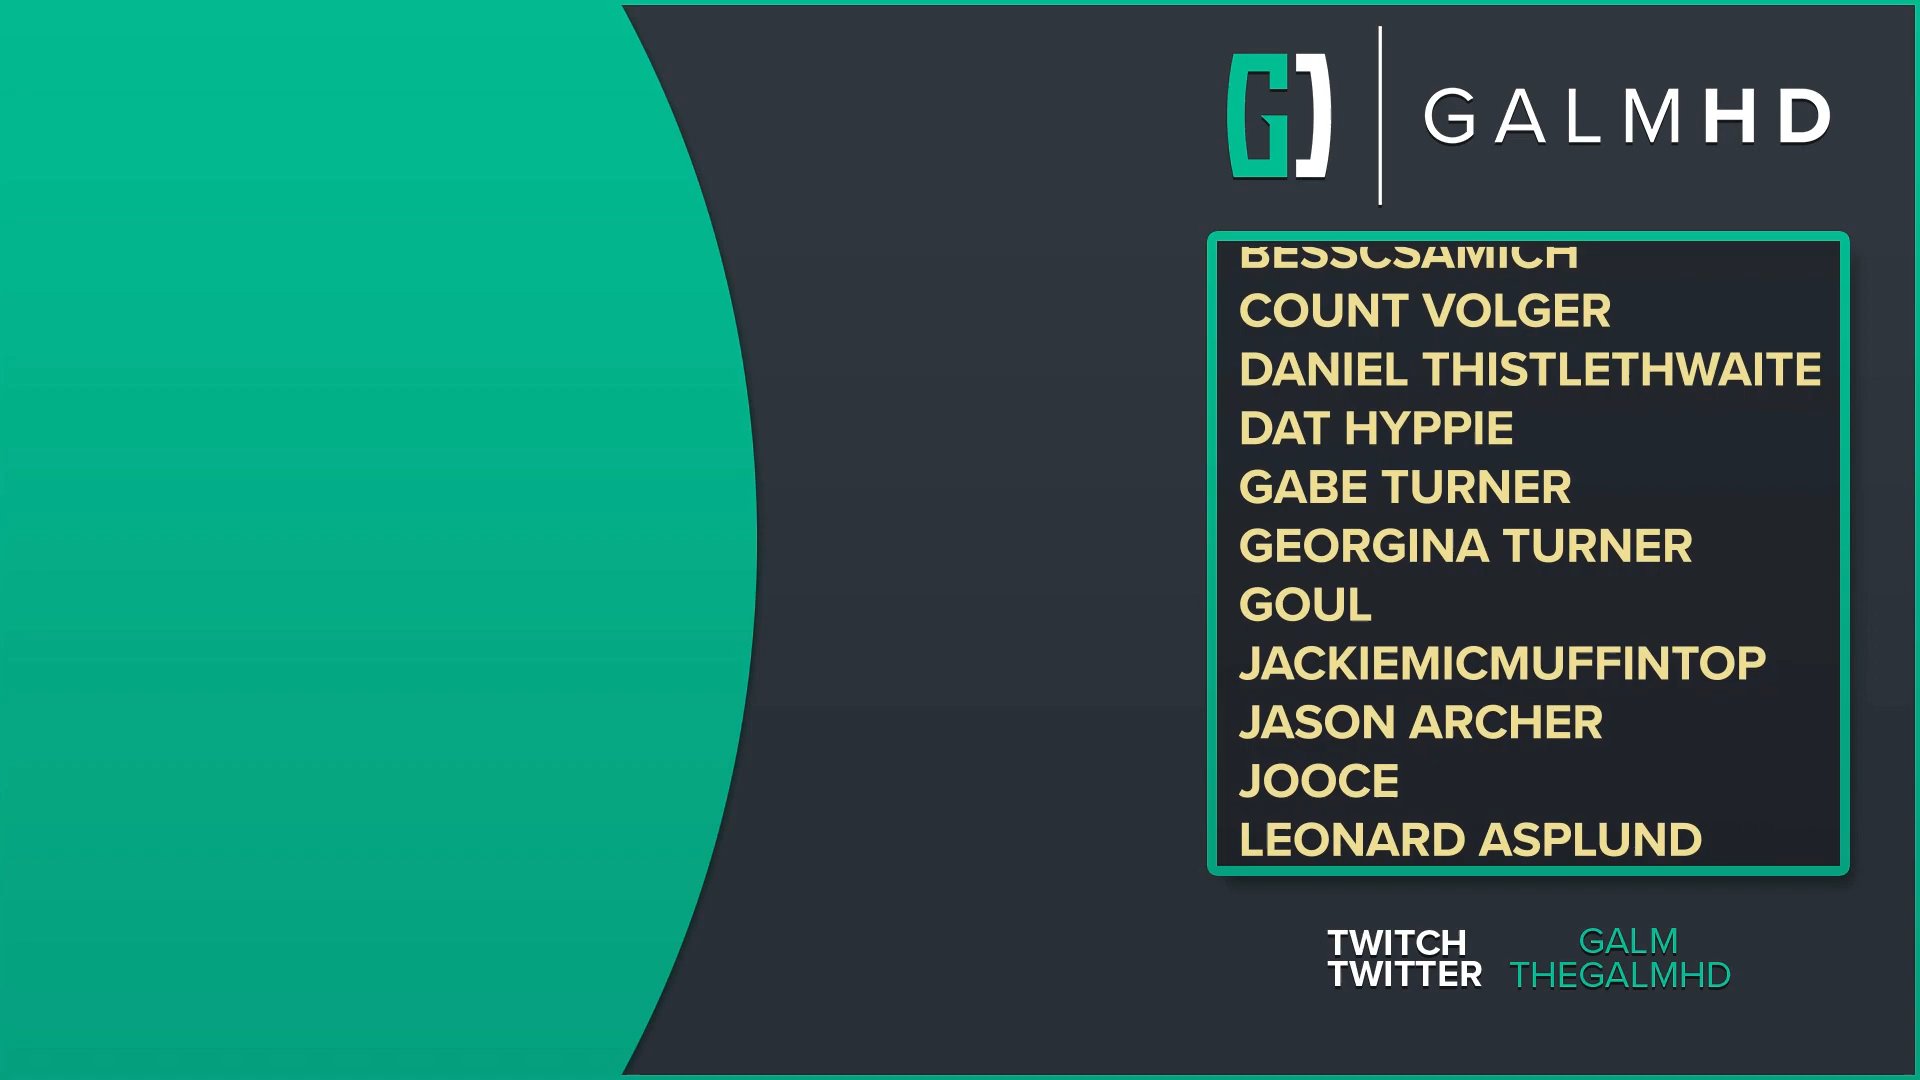 GALMHD
BESSCSAMICH
COUNT VOLGER
DANIEL THISTLETHWAITE
DAT HYPPIE
GABE TURNER
GEORGINA TURNER
GOUL
JACKIEMICMUFFINTOP
JASON ARCHER
JOOCE
LEONARD ASPLUND
TWITCH GALM
TWITTER THEGALMHD